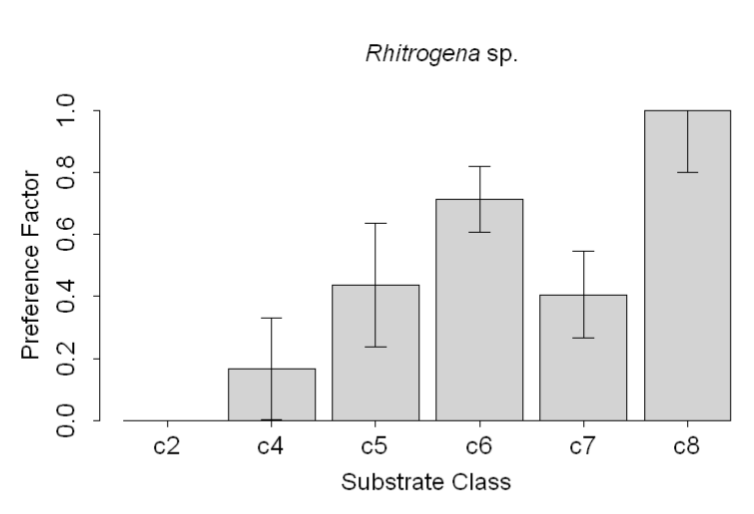 Rhitrogena sp.
Preference Factor
1.0
0.8
0.6
0.4
0.2
0.0
c2 c4 c5 c6 c7 c8
Substrate Class